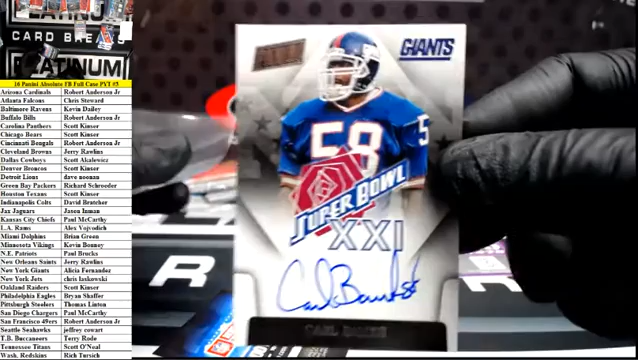 PLATINUM
CARD BREAKS
PLATINUM
16 Panini Absolute FB Full Case PYT #3
Arizona Cardinals Robert Anderson Jr
Atlanta Falcons Chris Steward
Baltimore Ravens Kevin Dailey
Buffalo Bills Robert Anderson Jr
Carolina Panthers Scott Kinser
Chicago Bears Scott Kinser
Cincinnati Bengals Robert Anderson Jr
Cleveland Browns Jerry Rawlins
Dallas Cowboys Scott Akalewicz
Denver Broncos Scott Kinser
Detroit Lions dave noonan
Green Bay Packers Richard Schroeder
Houston Texans Scott Kinser
Indianapolis Colts David Bratcher
Jax Jaguars Jason Inman
Kansas City Chiefs Paul McCarthy
L.A. Rams Alex Vojvodich
Miami Dolphins Brian Green
Minnesota Vikings Kevin Bouney
N.E. Patriots Paul Brucks
New Orleans Saints Jerry Rawlins
New York Giants Alicia Fernandez
New York Jets chris laskowski
Oakland Raiders Scott Kinser
Philadelphia Eagles Bryan Shaffer
Pittsburgh Steelers Thomas Linton
San Diego Chargers Paul McCarthy
San Francisco 49ers Robert Anderson Jr
Seattle Seahawks jeffrey cowart
T.B. Buccaneers Terry Rode
Tennessee Titans Scott O'Neal
Wash. Redskins Rich Tursich
GIANTS
58
5
SUPER BOWL
XXI
Carl Banks 58
CARL BANKS
R